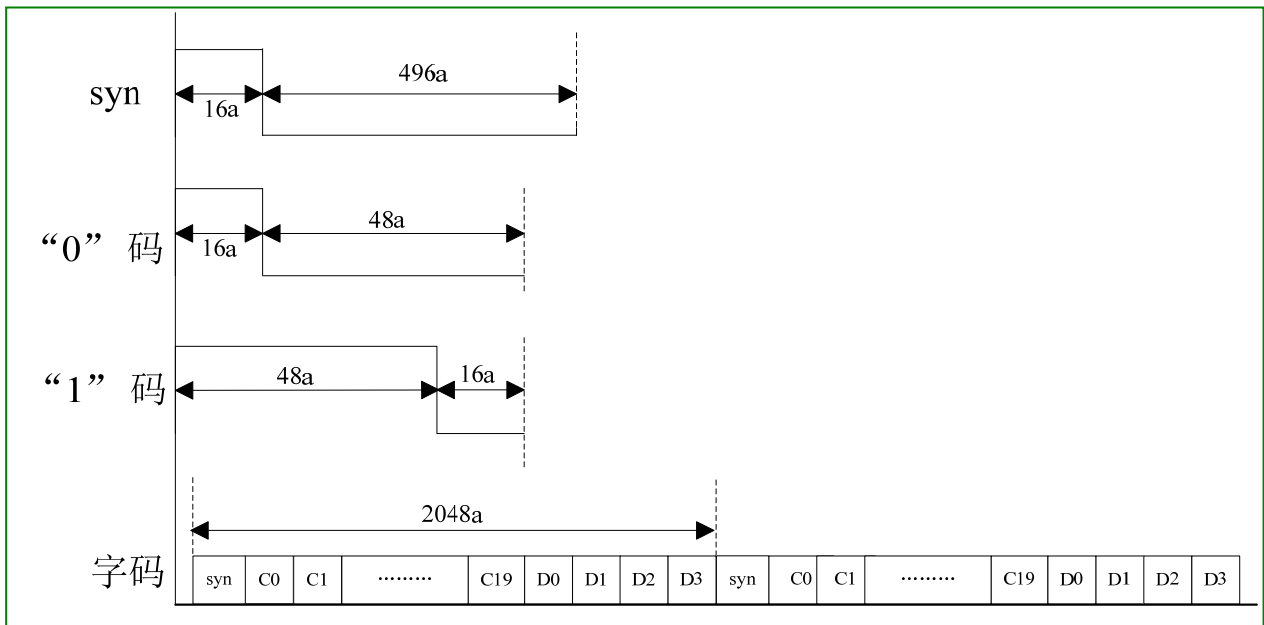 syn
16a
496a
“0” 码
16a
48a
“1” 码
48a
16a
2048a
字码
syn C0 C1 ········· C19 D0 D1 D2 D3 syn C0 C1 ········· C19 D0 D1 D2 D3